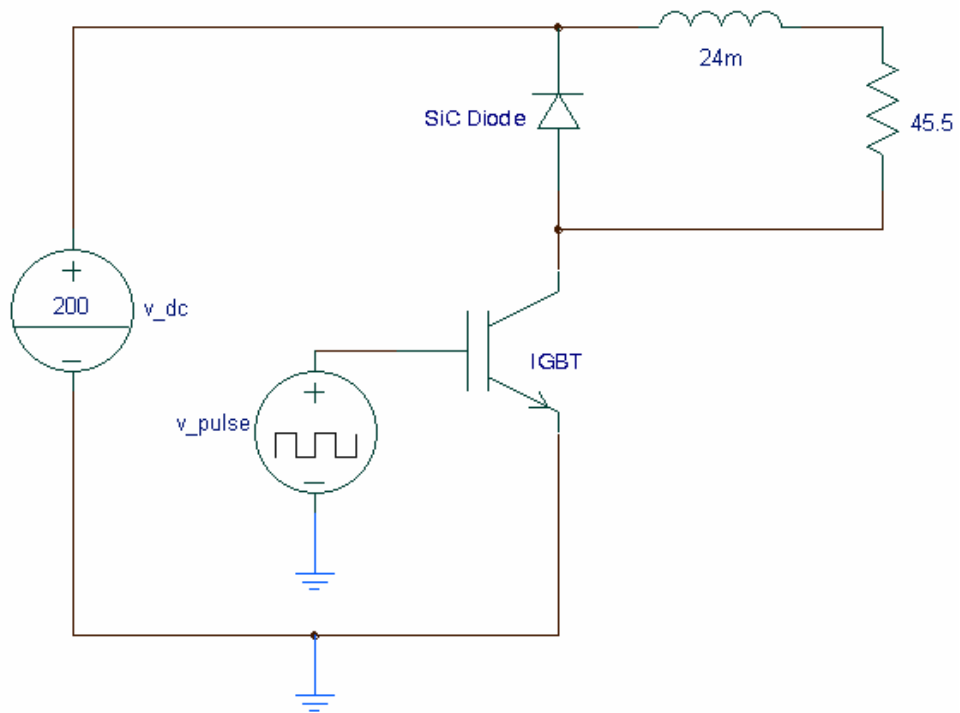 24m
SiC Diode
45.5
+
200
v_dc
−
IGBT
+
v_pulse
−